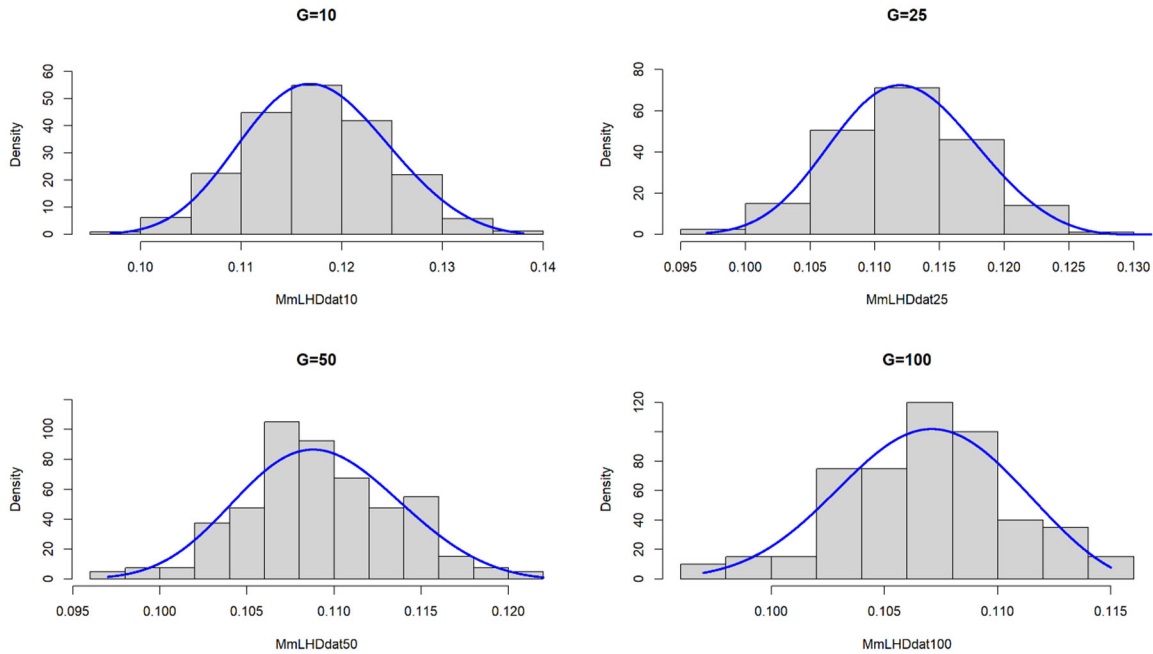 G=10
Density
60
50
40
30
20
10
0
0.10 0.11 0.12 0.13 0.14
MmLHDdat10
G=25
Density
80
60
40
20
0
0.095 0.100 0.105 0.110 0.115 0.120 0.125 0.130
MmLHDdat25
G=50
Density
100
80
60
40
20
0
0.095 0.100 0.105 0.110 0.115 0.120
MmLHDdat50
G=100
Density
120
80
60
40
20
0
0.100 0.105 0.110 0.115
MmLHDdat100